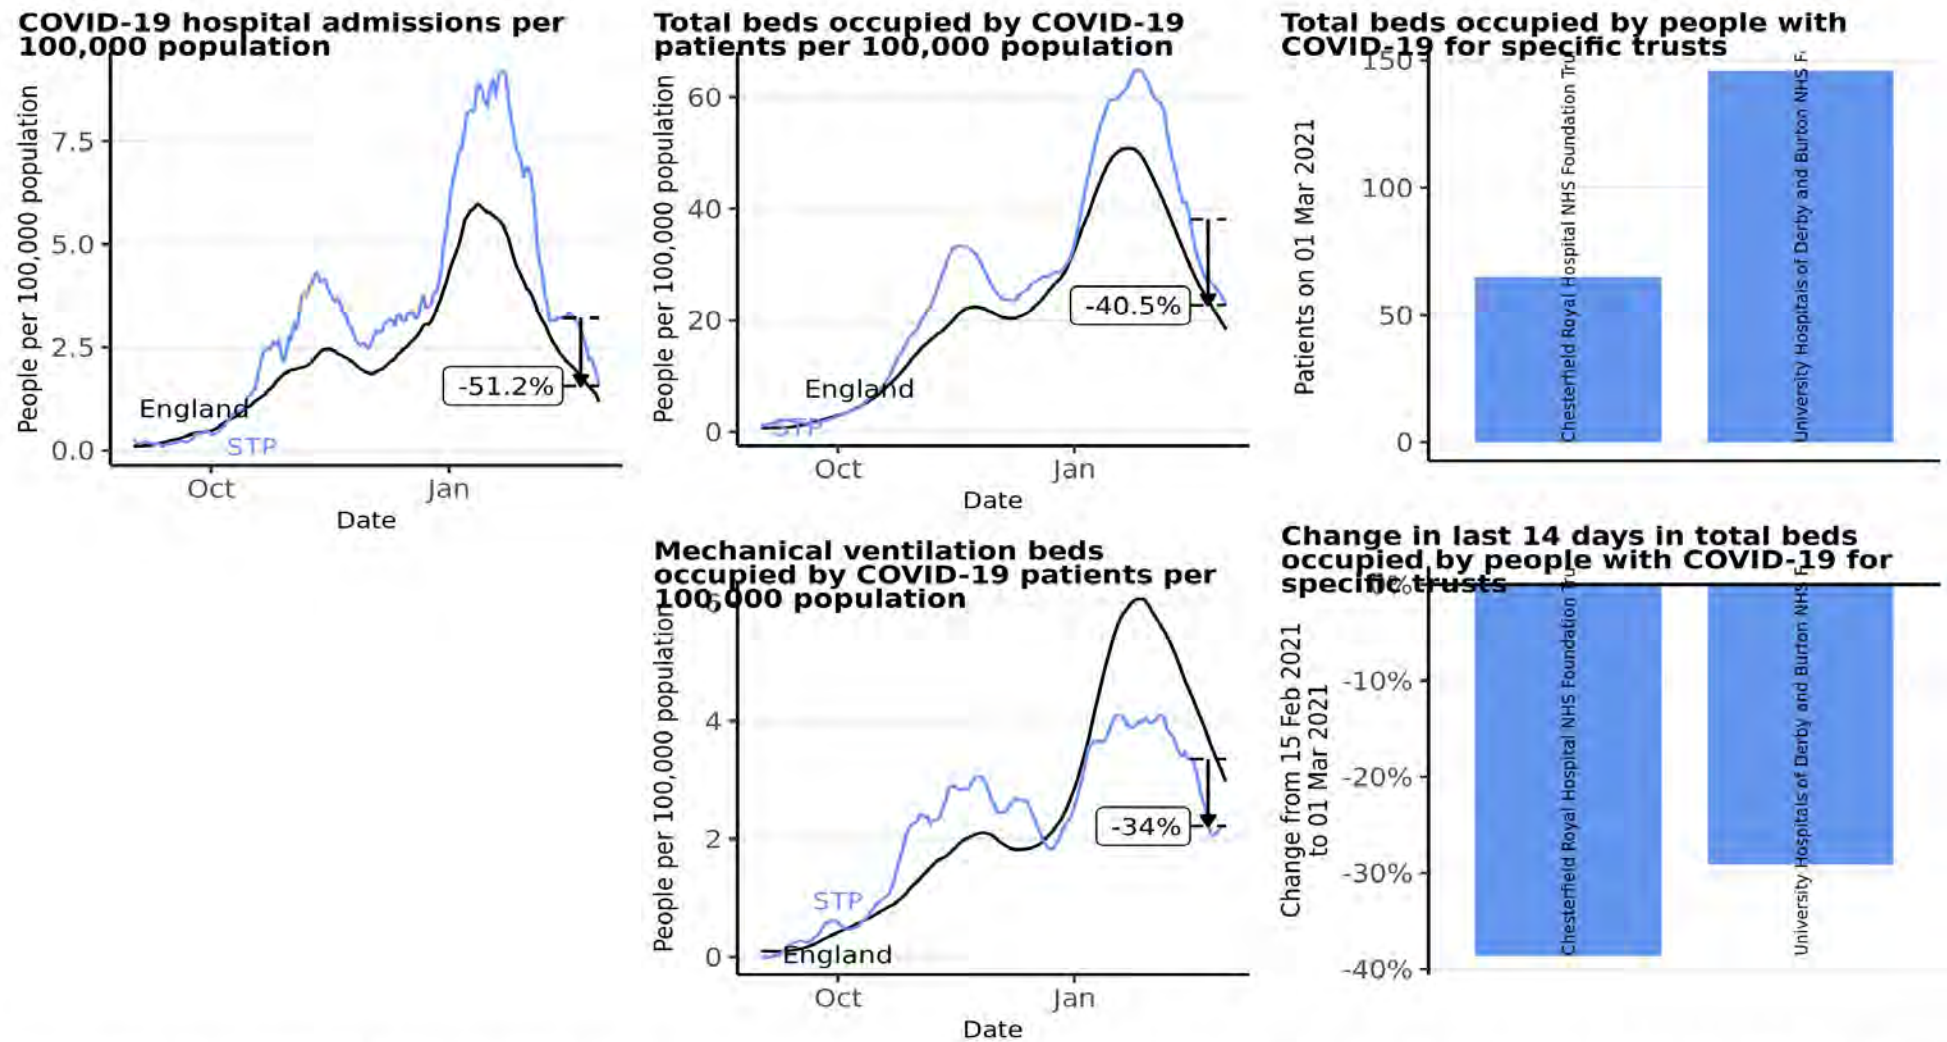 COVID-19 hospital admissions per
100,000 population
People per 100,000 population
7.5
5.0
2.5
0.0
England
STP
-51.2%
Oct
Jan
Date
Total beds occupied by COVID-19
patients per 100,000 population
People per 100,000 population
60
40
20
0
England
STP
-40.5%
Oct
Jan
Date
Total beds occupied by people with
COVID-19 for specific trusts
Patients on 01 Mar 2021
150
100
50
0
Chesterfield Royal Hospital NHS Foundation Tru
University Hospitals of Derby and Burton NHS F
Mechanical ventilation beds
occupied by COVID-19 patients per
100,000 population
People per 100,000 population
6
4
2
0
STP
England
-34%
Oct
Jan
Date
Change in last 14 days in total beds
occupied by people with COVID-19 for
specific trusts
Change from 15 Feb 2021
to 01 Mar 2021
0%
-10%
-20%
-30%
-40%
Chesterfield Royal Hospital NHS Foundation Tru
University Hospitals of Derby and Burton NHS F